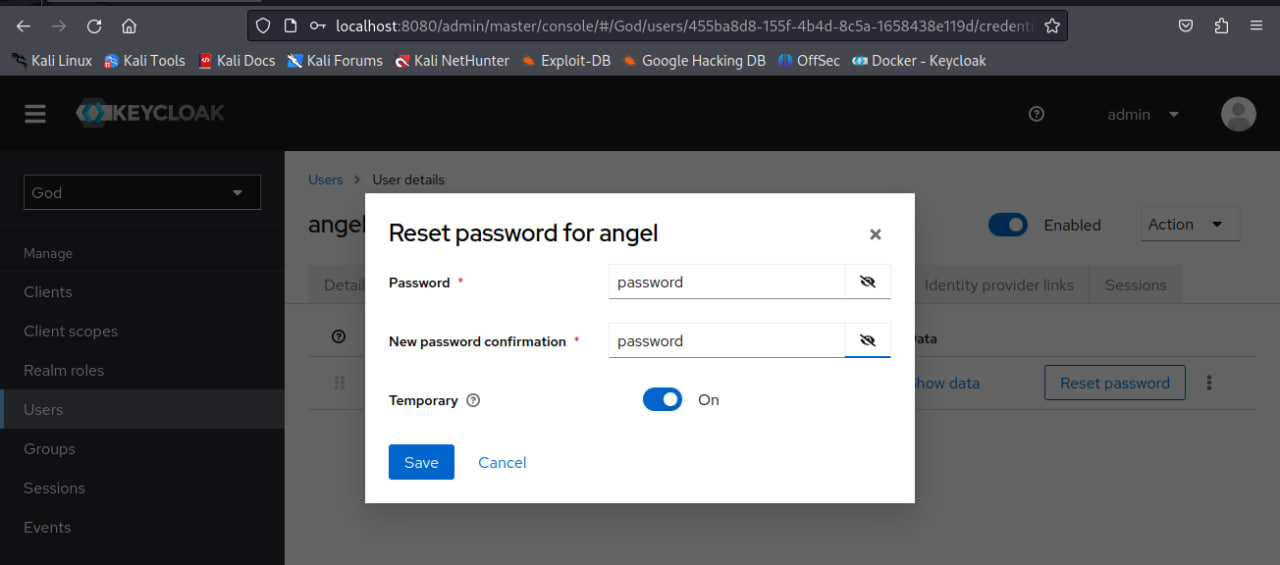 localhost:8080/admin/master/console/#/God/users/455ba8d8-155f-4b4d-8c5a-1658438e119d/credenti
Kali Linux Kali Tools Kali Docs Kali Forums Kali NetHunter Exploit-DB Google Hacking DB OffSec Docker - Keycloak
KEYCLOAK admin
God
Users > User details
angel Enabled Action
Manage
Detail Identity provider links Sessions
Clients
Client scopes
Realm roles
Users
Groups
Sessions
Events
Reset password for angel
Password * password
New password confirmation * password
Temporary On
Save Cancel
ata
how data Reset password